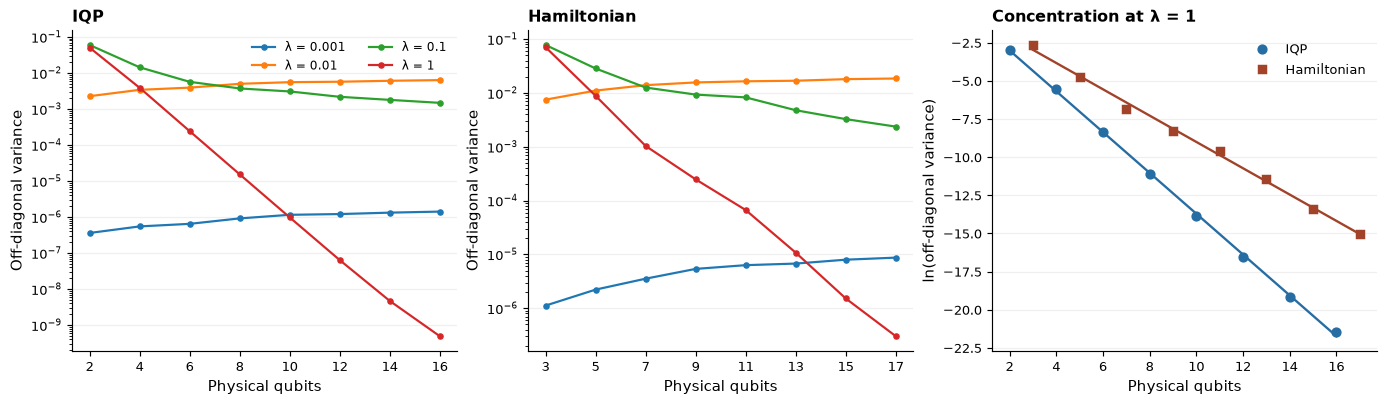 IQP
Off-diagonal variance
10⁻¹
10⁻²
10⁻³
10⁻⁴
10⁻⁵
10⁻⁶
10⁻⁷
10⁻⁸
10⁻⁹
λ = 0.001
λ = 0.01
λ = 0.1
λ = 1
2 4 6 8 10 12 14 16
Physical qubits
Hamiltonian
Off-diagonal variance
10⁻¹
10⁻²
10⁻³
10⁻⁴
10⁻⁵
10⁻⁶
3 5 7 9 11 13 15 17
Physical qubits
Concentration at λ = 1
ln(off-diagonal variance)
−2.5
−5.0
−7.5
−10.0
−12.5
−15.0
−17.5
−20.0
−22.5
IQP
Hamiltonian
2 4 6 8 10 12 14 16
Physical qubits